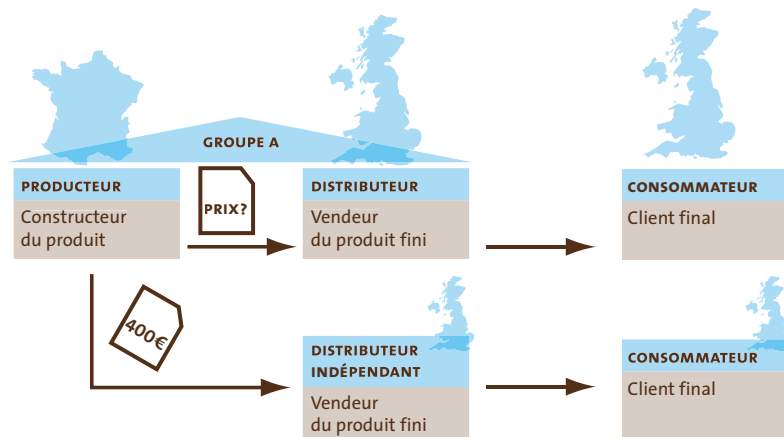 GROUPE A
PRODUCTEUR
Constructeur
du produit
PRIX?
DISTRIBUTEUR
Vendeur
du produit fini
CONSOMMATEUR
Client final
400€
DISTRIBUTEUR
INDÉPENDANT
Vendeur
du produit fini
CONSOMMATEUR
Client final